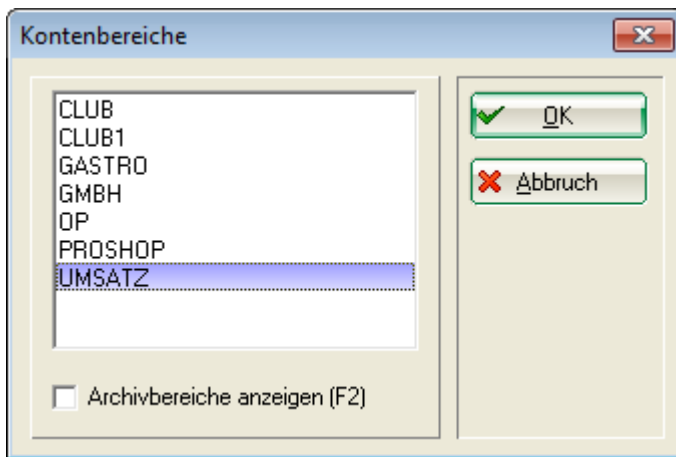 Kontenbereiche
CLUB
CLUB1
GASTRO
GMBH
OP
PROSHOP
UMSATZ
Archivbereiche anzeigen (F2)
OK
Abbruch